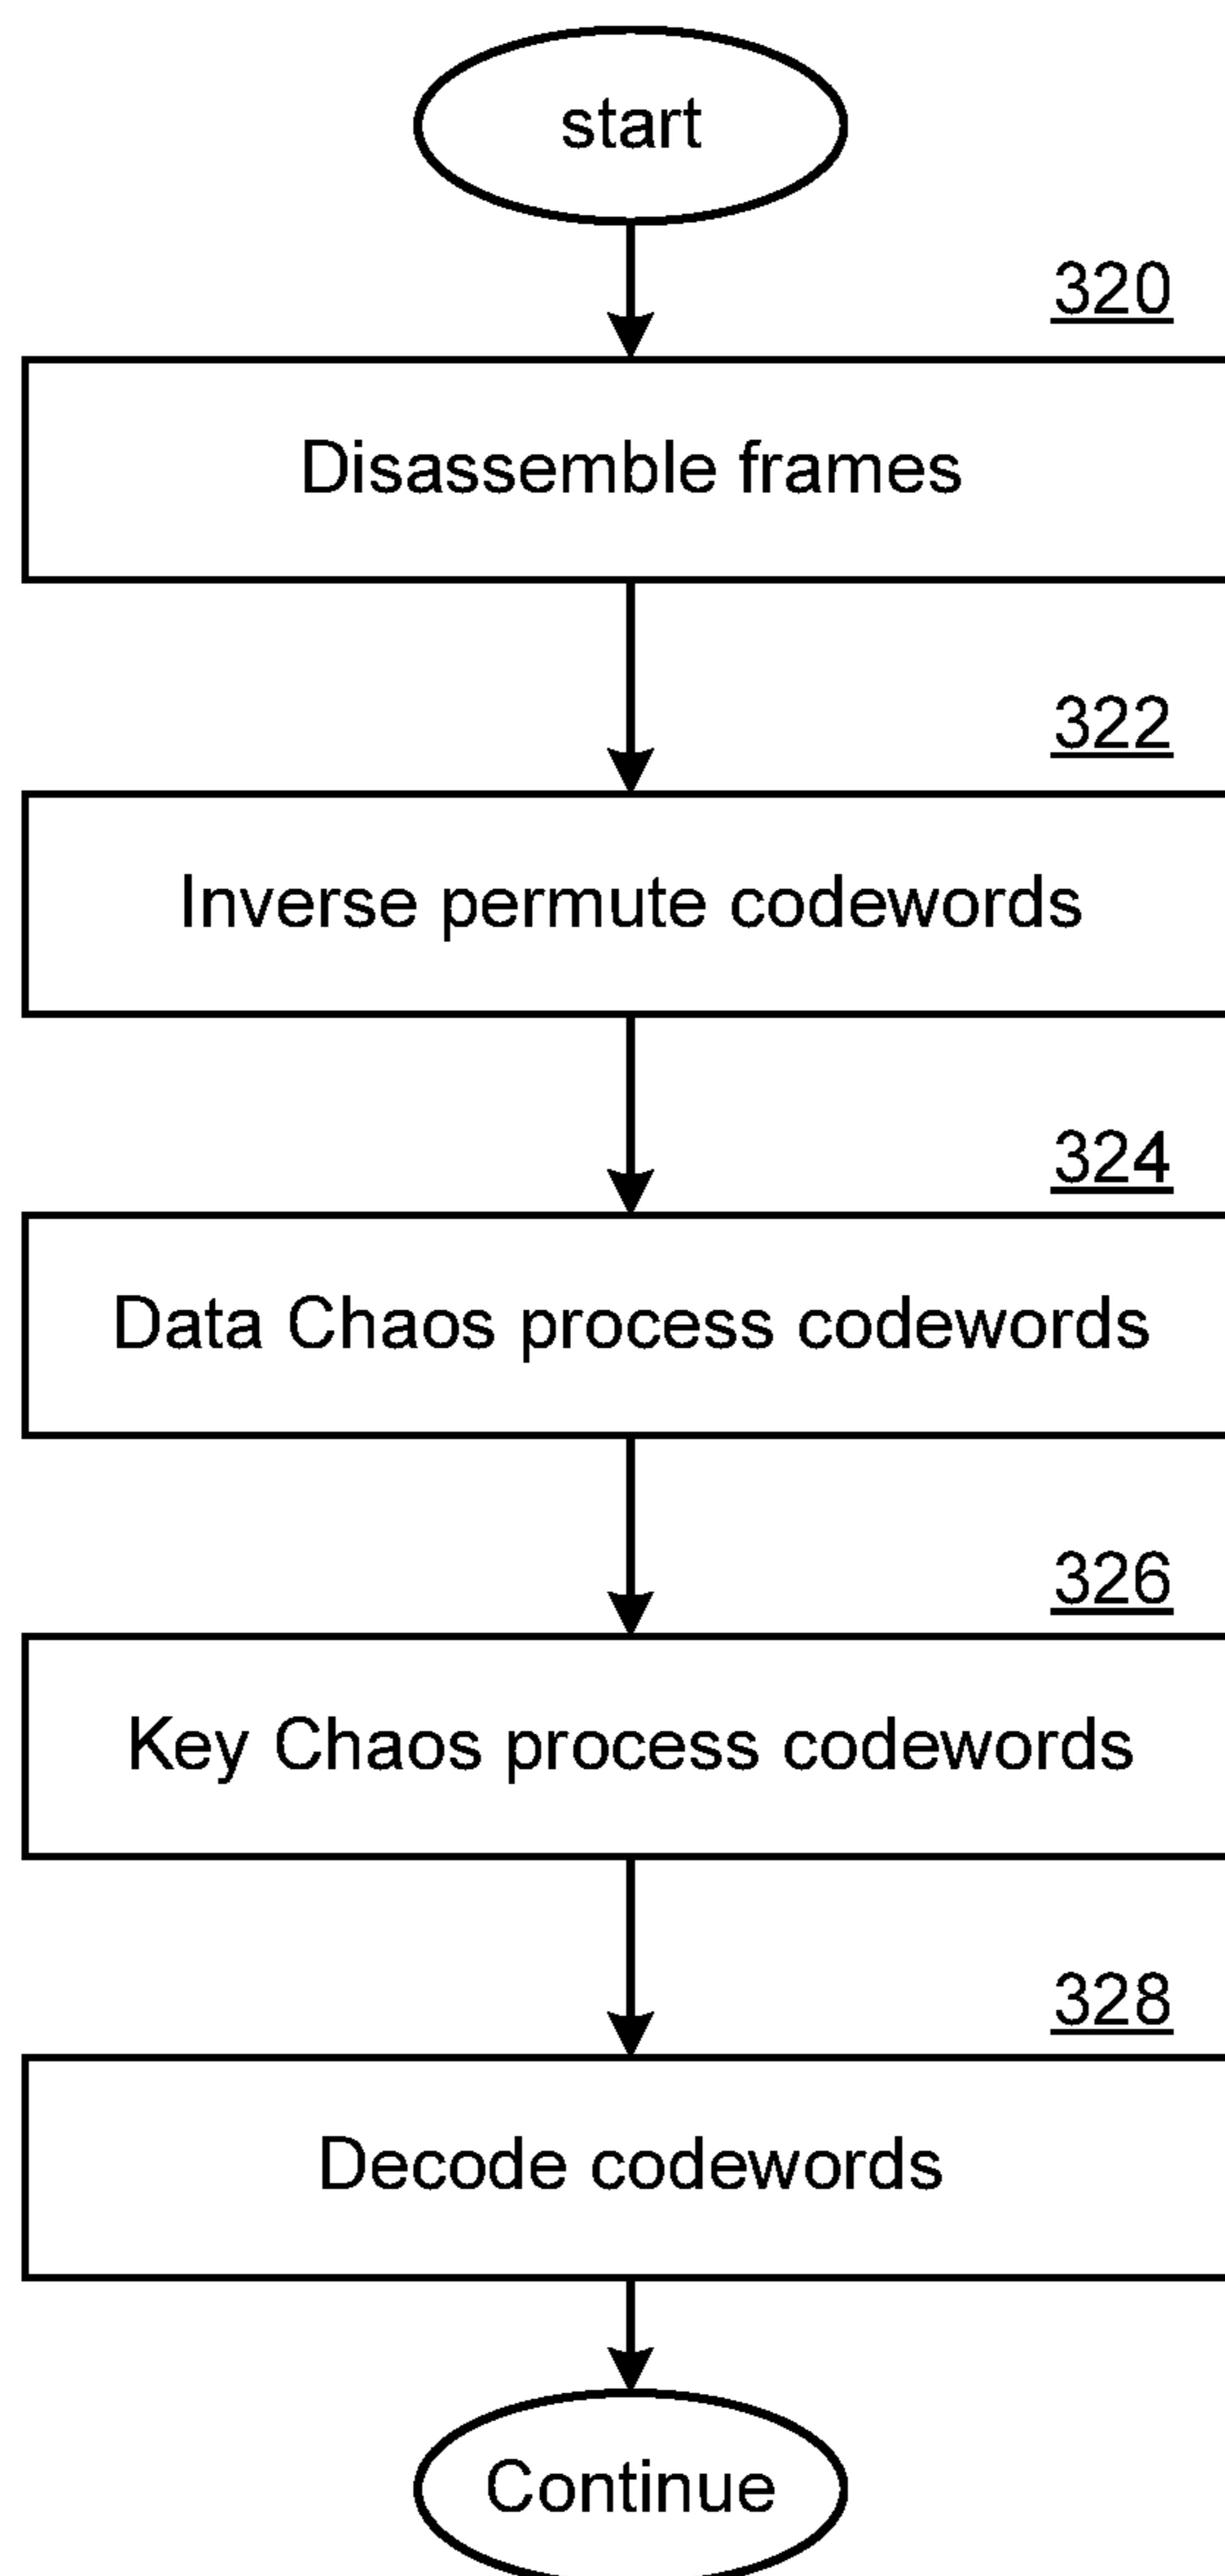 start
320
Disassemble frames
322
Inverse permute codewords
324
Data Chaos process codewords
326
Key Chaos process codewords
328
Decode codewords
Continue